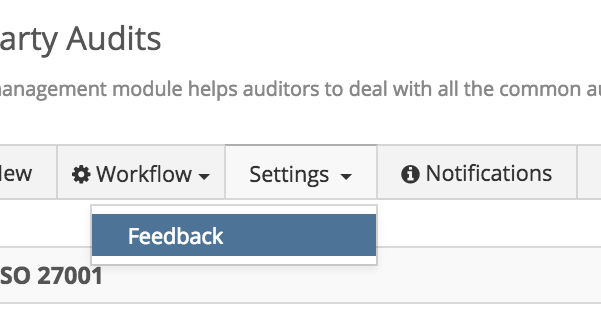 arty Audits
anagement module helps auditors to deal with all the common au
iew Workflow Settings Notifications
Feedback
SO 27001